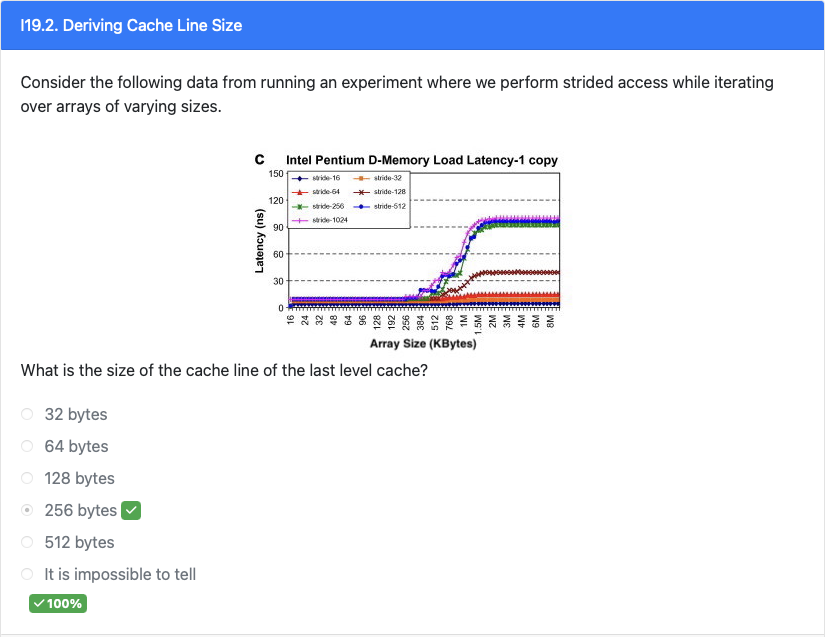 I19.2. Deriving Cache Line Size
Consider the following data from running an experiment where we perform strided access while iterating
over arrays of varying sizes.
C Intel Pentium D-Memory Load Latency-1 copy
150
120
90
60
30
0
Latency (ns)
stride-16 stride-32
stride-64 stride-128
stride-256 stride-512
stride-1024
16 24 32 48 64 96 128 192 256 384 512 768 1M 1.5M 2M 3M 4M 6M 8M
Array Size (KBytes)
What is the size of the cache line of the last level cache?
32 bytes
64 bytes
128 bytes
256 bytes
512 bytes
It is impossible to tell
100%